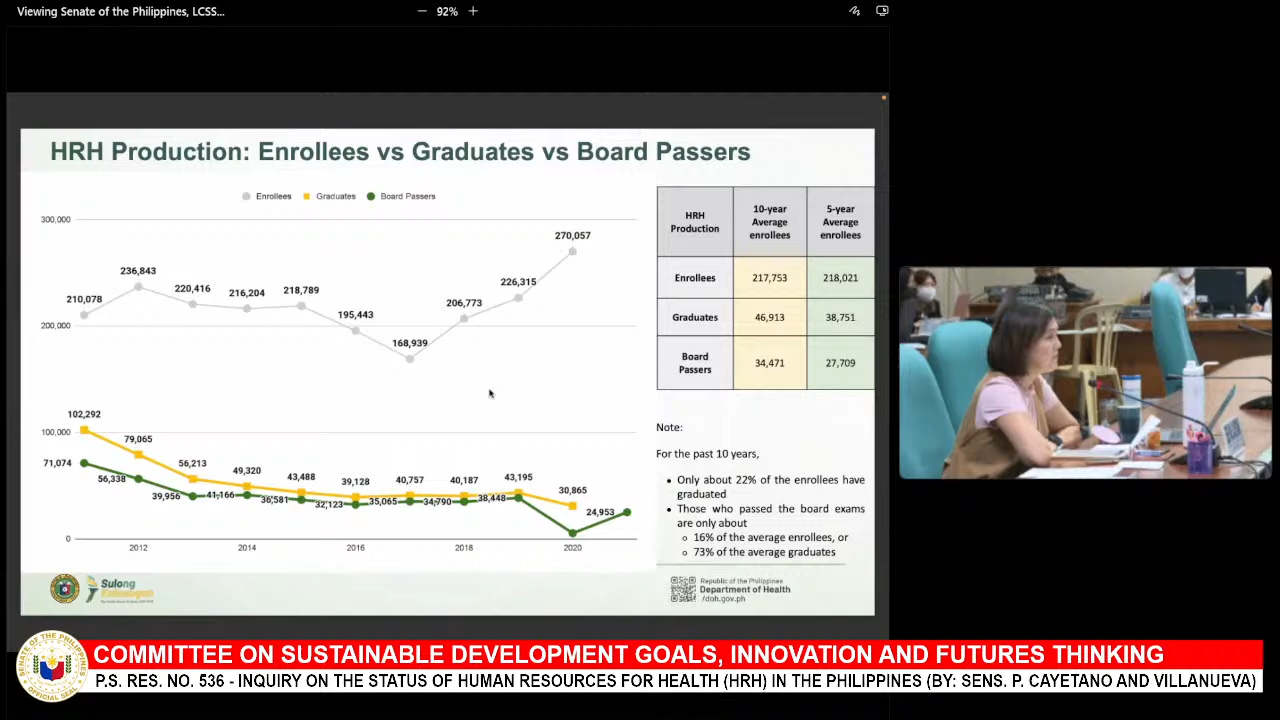 Viewing Senate of the Philippines, LCSS...
92%
HRH Production: Enrollees vs Graduates vs Board Passers
Enrollees Graduates Board Passers
300,000
200,000
100,000
0
210,078
236,843
220,416
216,204
218,789
195,443
168,939
206,773
226,315
270,057
102,292
79,065
56,213
49,320
43,488
39,128
40,757
40,187
43,195
30,865
71,074
56,338
39,956
41,166
36,581
32,123
35,065
34,790
38,448
24,953
2012 2014 2016 2018 2020
HRH Production
10-year Average enrollees
5-year Average enrollees
Enrollees 217,753 218,021
Graduates 46,913 38,751
Board Passers 34,471 27,709
Note:
For the past 10 years,
Only about 22% of the enrollees have
graduated
Those who passed the board exams
are only about
16% of the average enrollees, or
73% of the average graduates
Sulong
Kalusugan
Republic of the Philippines
Department of Health
/doh.gov.ph
SENATE OF THE PHILIPPINES
OFFICIAL SEAL
COMMITTEE ON SUSTAINABLE DEVELOPMENT GOALS, INNOVATION AND FUTURES THINKING
P.S. RES. NO. 536 - INQUIRY ON THE STATUS OF HUMAN RESOURCES FOR HEALTH (HRH) IN THE PHILIPPINES (BY: SENS. P. CAYETANO AND VILLANUEVA)